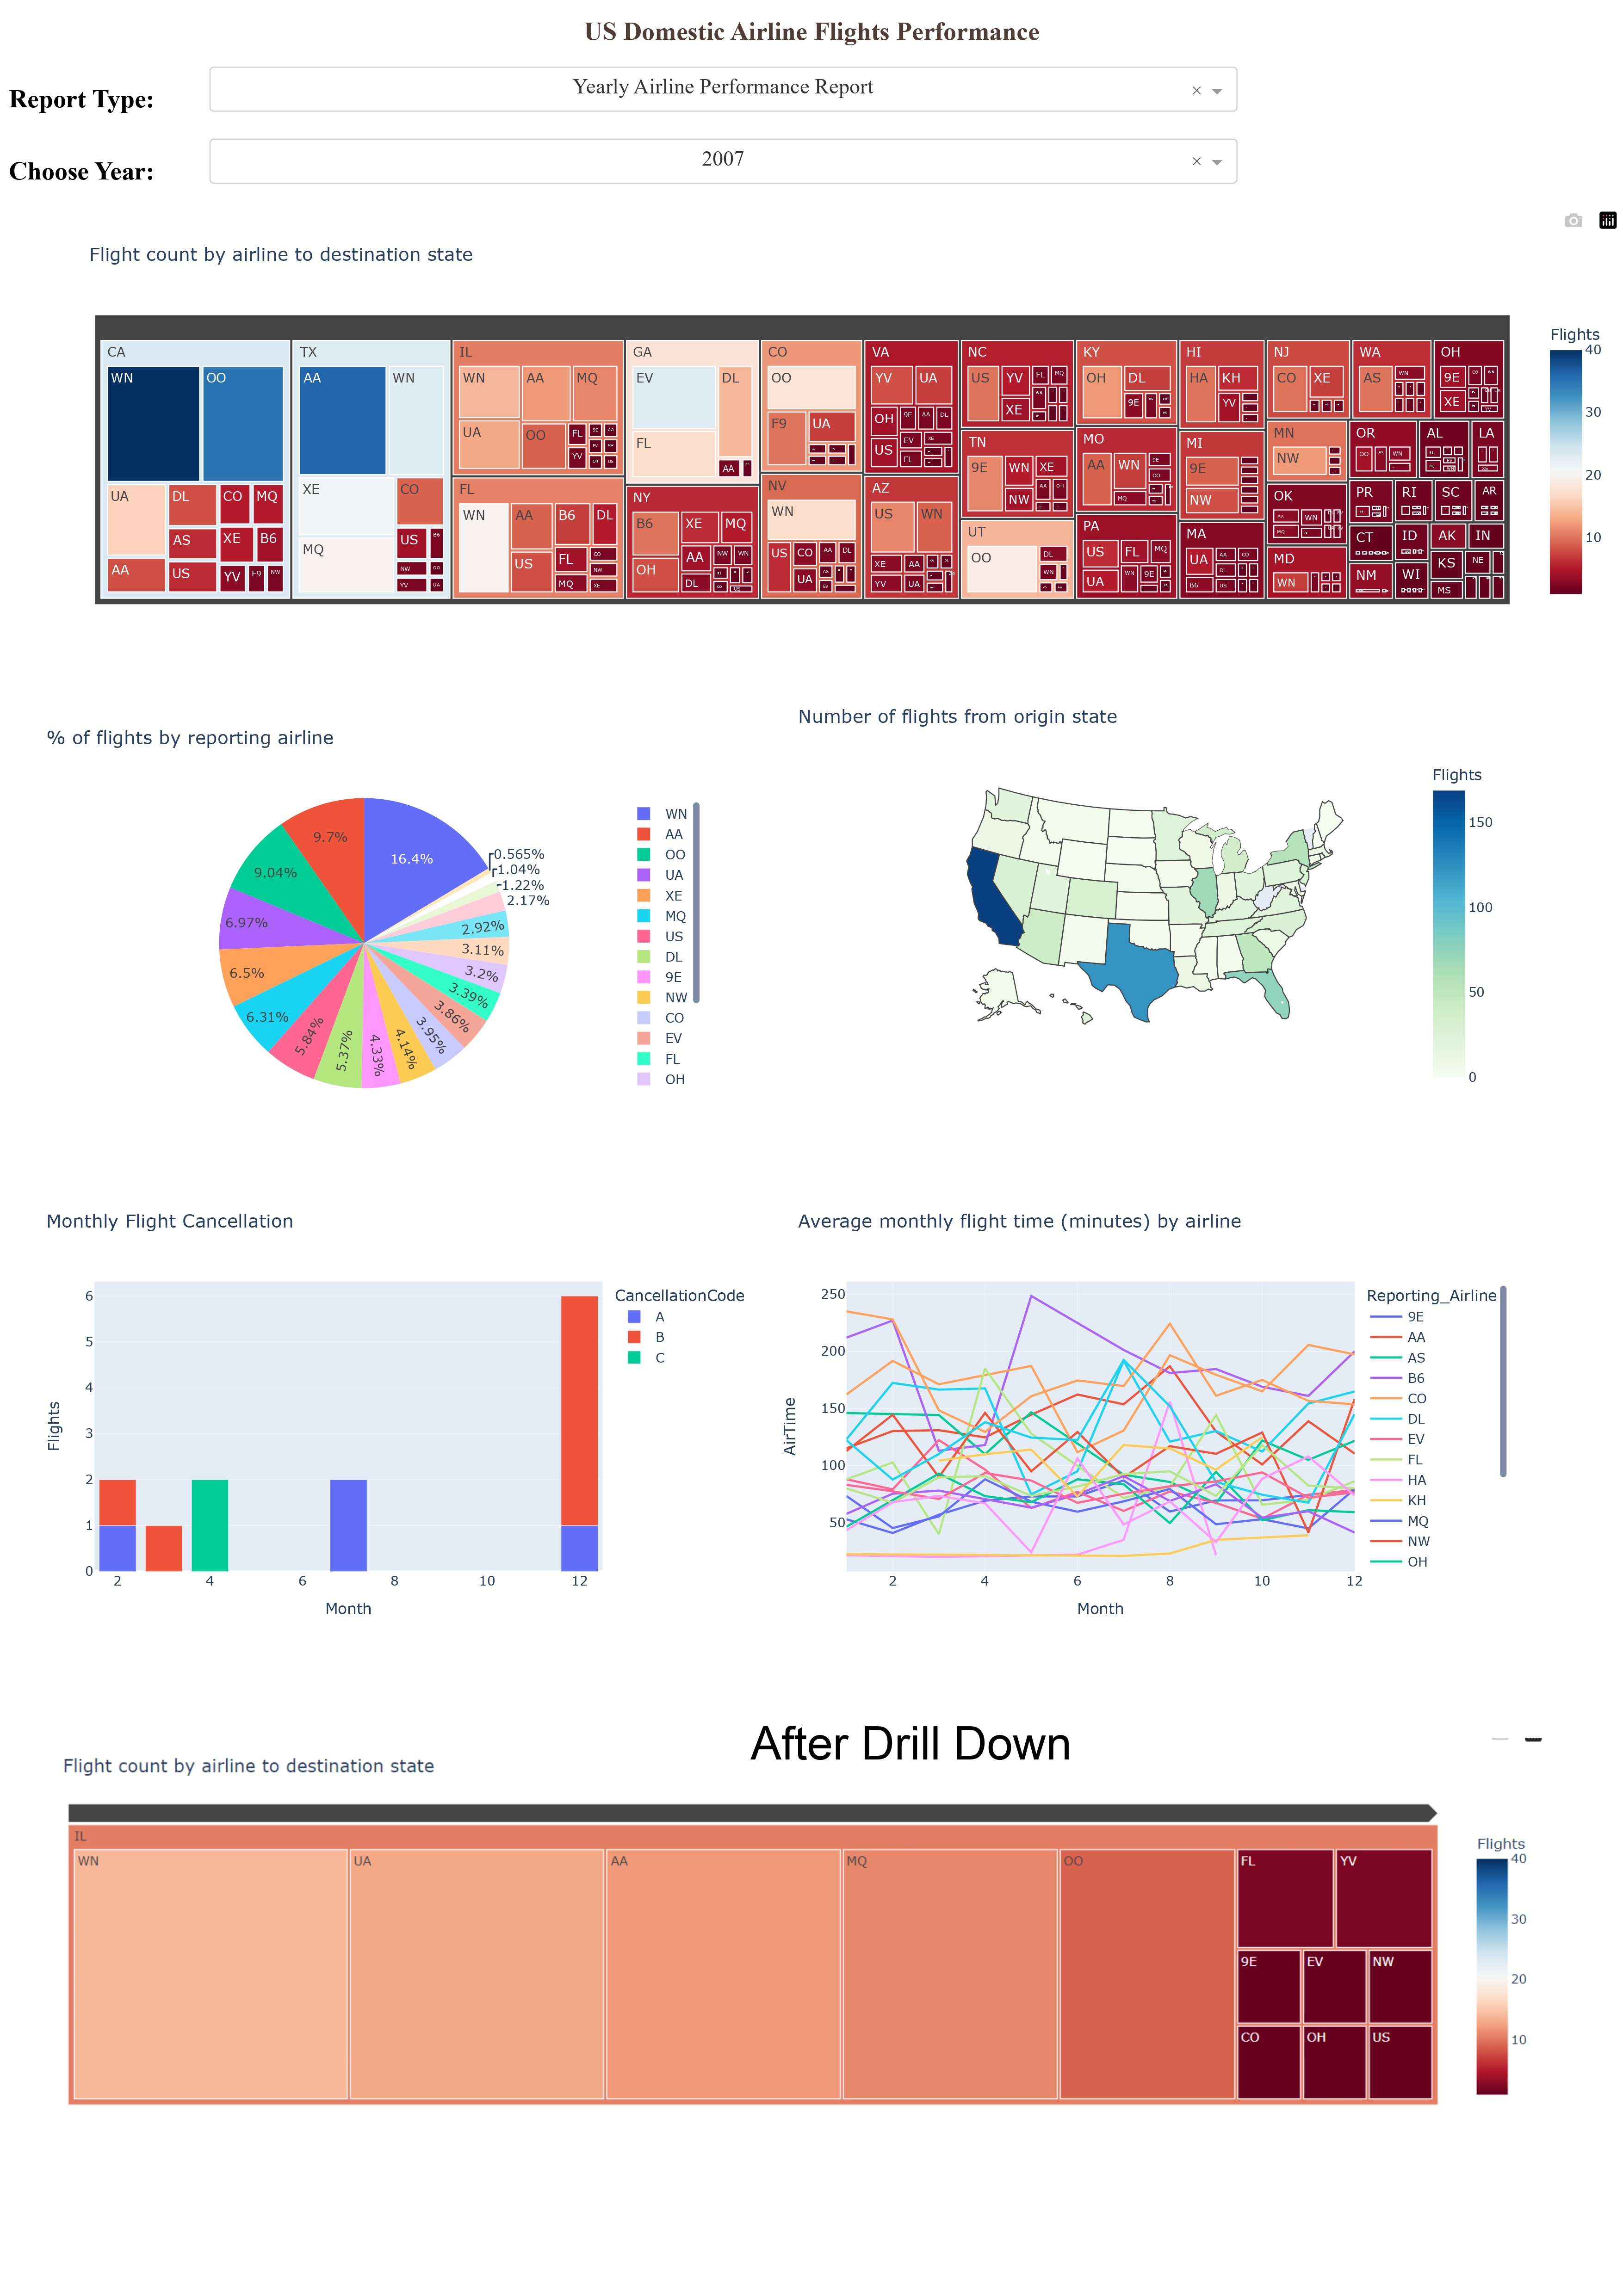 US Domestic Airline Flights Performance
Report Type:
Yearly Airline Performance Report
Choose Year:
2007
Flight count by airline to destination state
CA
WN OO
UA DL CO MQ
AS XE B6
AA US YV F9 NW
TX
AA WN
XE CO
MQ US B6
NW OO
YV UA
IL
WN AA MQ
UA OO FL 9E CO
YV EV
OH US
FL
WN AA B6 DL
US FL CO
NW
MQ XE
GA
EV DL
FL AA
NY
B6 XE MQ
AA NW WN
OH DL CO US
CO
OO
F9 UA
NV
WN
US CO AA DL
UA AS
EV
VA
YV UA
OH 9E AA DL
US EV XE
FL
AZ
US WN
XE AA
YV UA
NC
US YV FL MQ
XE
TN
9E WN XE
NW AA OH
UT
OO DL
WN
KY
OH DL
9E
MO
AA WN 9E
OO
MQ
PA
US FL MQ
UA WN 9E
HI
HA KH
YV
MI
9E
NW
MA
UA AA CO
DL
B6 US
NJ
CO XE
MN
NW
OK
AA WN
MQ
MD
WN
WA
AS WN
OR
OO WN
PR RI SC AR
CT ID AK IN
NM WI KS NE
MS
OH
9E CO
XE
AL LA
XE
Flights
40
30
20
10
% of flights by reporting airline
16.4%
9.7%
9.04%
6.97%
6.5%
6.31%
5.84%
5.37%
4.33%
4.14%
3.95%
3.86%
3.39%
3.2%
3.11%
2.92%
2.17%
1.22%
1.04%
0.565%
WN
AA
OO
UA
XE
MQ
US
DL
9E
NW
CO
EV
FL
OH
Number of flights from origin state
Flights
150
100
50
0
Monthly Flight Cancellation
6
5
4
3
2
1
0
Flights
2 4 6 8 10 12
Month
CancellationCode
A
B
C
Average monthly flight time (minutes) by airline
250
200
150
100
50
AirTime
2 4 6 8 10 12
Month
Reporting_Airline
9E
AA
AS
B6
CO
DL
EV
FL
HA
KH
MQ
NW
OH
After Drill Down
Flight count by airline to destination state
IL
WN UA AA MQ OO FL YV
9E EV NW
CO OH US
Flights
40
30
20
10